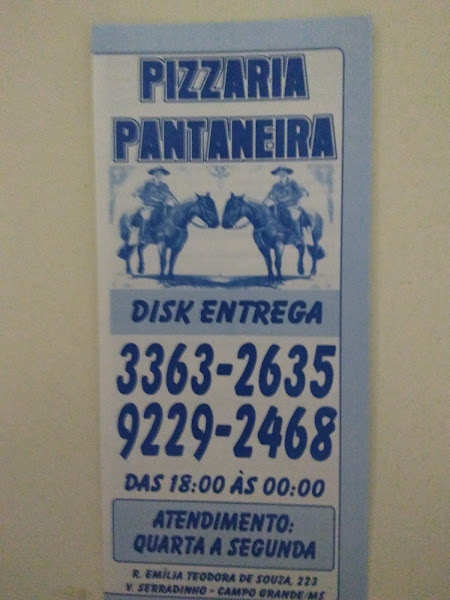 PIZZARIA
PANTANEIRA
DISK ENTREGA
3363-2635
9229-2468
DAS 18:00 ÀS 00:00
ATENDIMENTO:
QUARTA A SEGUNDA
R. EMÍLIA TEODORA DE SOUZA, 223
V. SERRADINHO - CAMPO GRANDE/MS